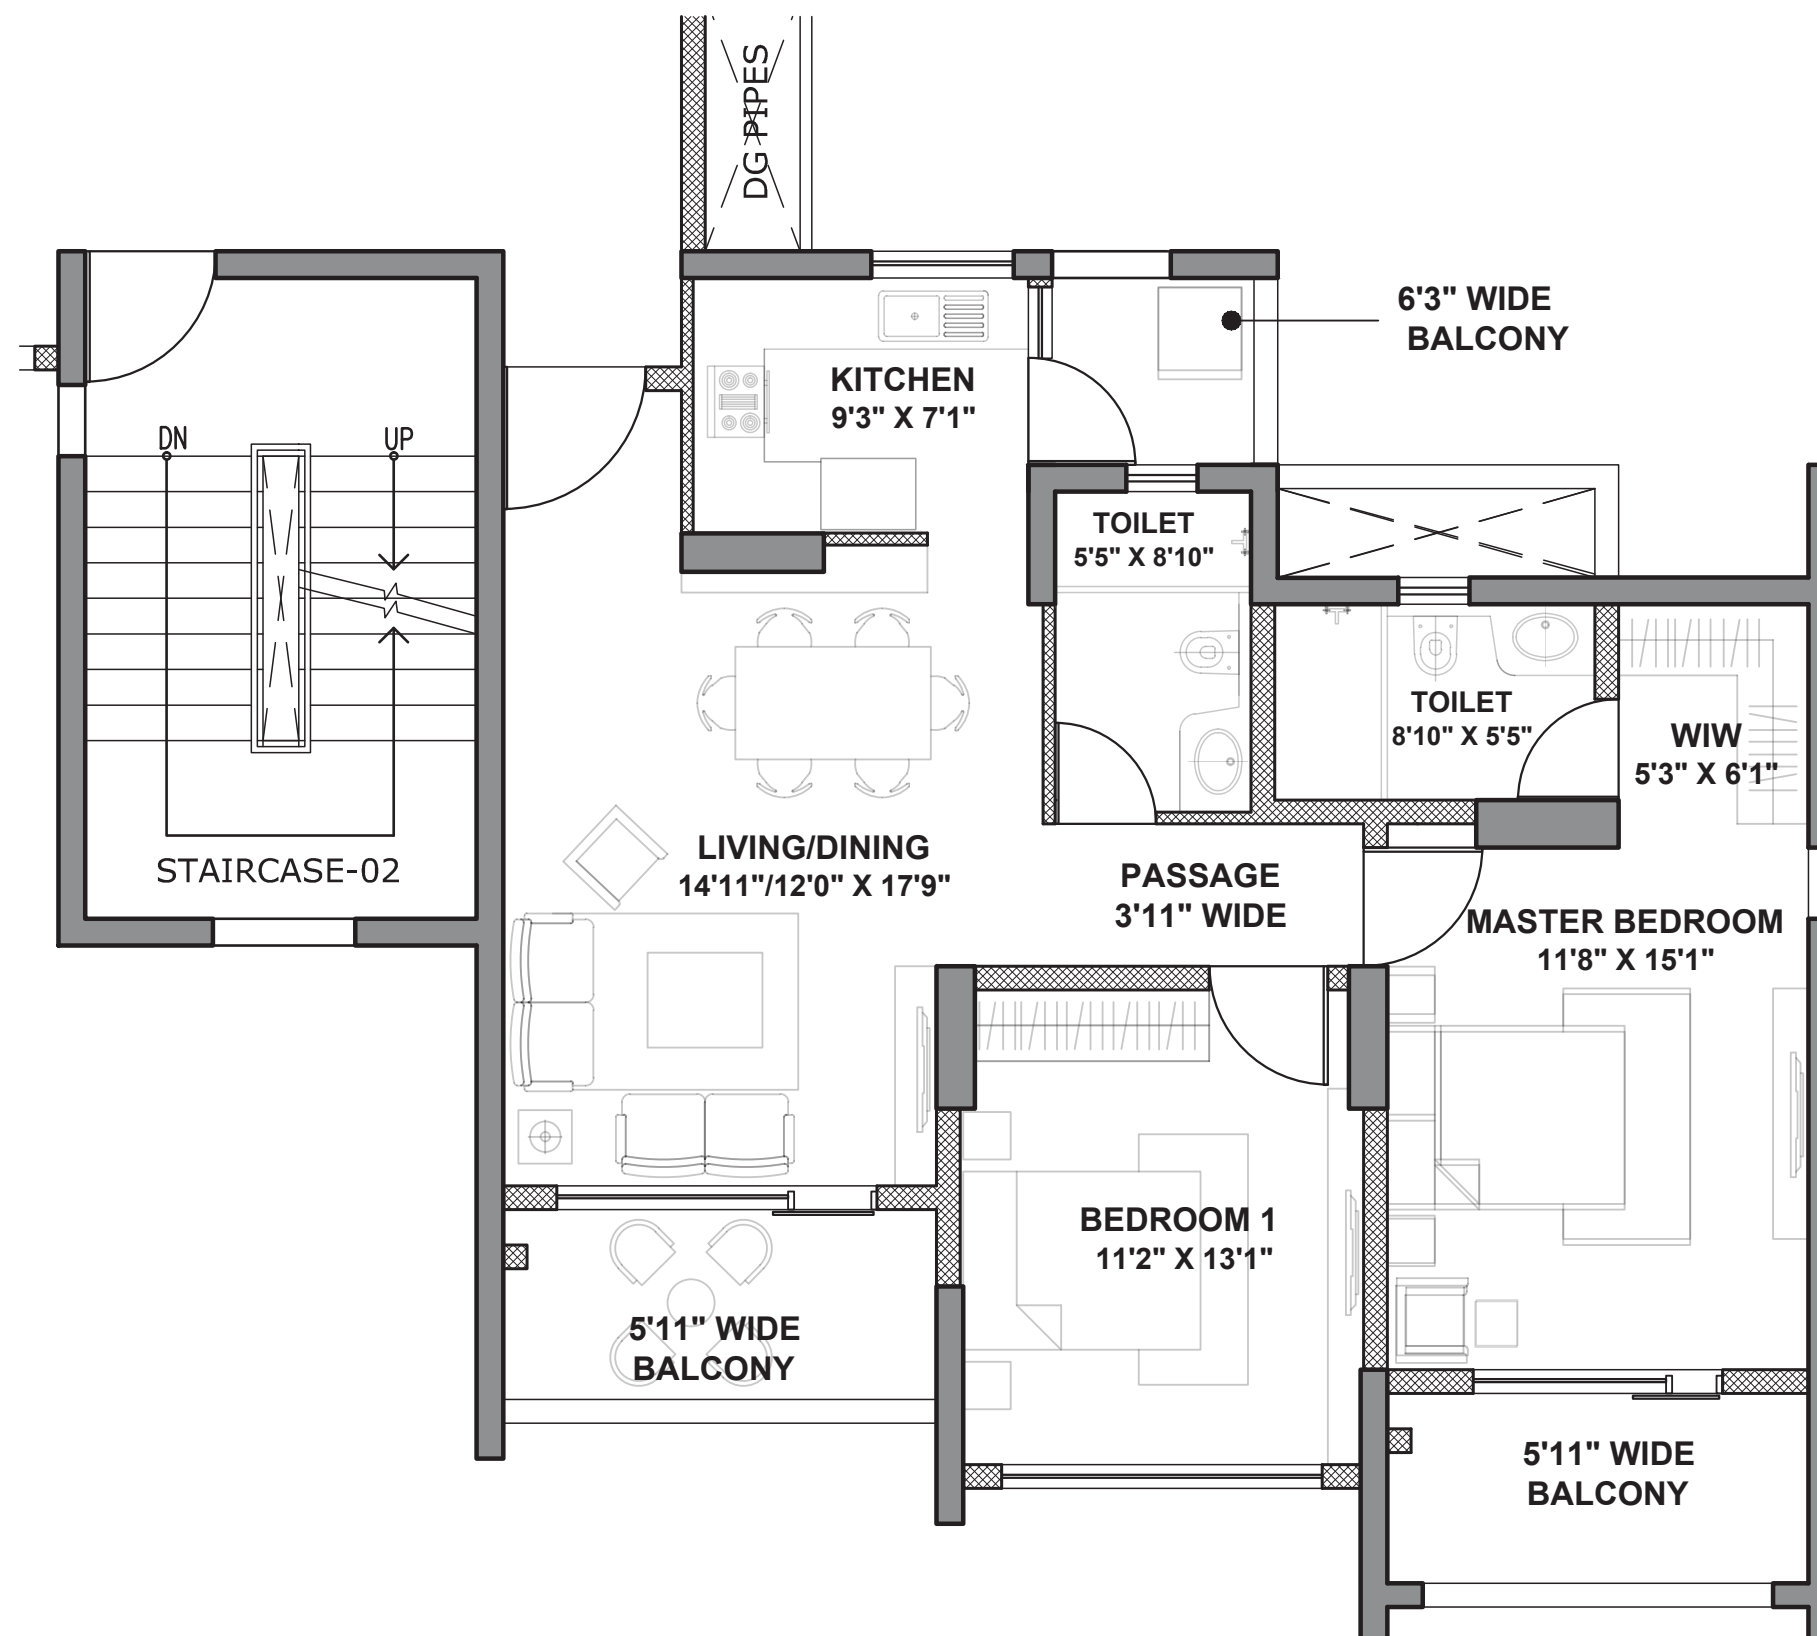 DG PIPES
6'3" WIDE
BALCONY
KITCHEN
9'3" X 7'1"
DN
UP
TOILET
5'5" X 8'10"
TOILET
8'10" X 5'5"
WIW
5'3" X 6'1"
LIVING/DINING
14'11"/12'0" X 17'9"
STAIRCASE-02
PASSAGE
3'11" WIDE
MASTER BEDROOM
11'8" X 15'1"
BEDROOM 1
11'2" X 13'1"
5'11" WIDE
BALCONY
5'11" WIDE
BALCONY